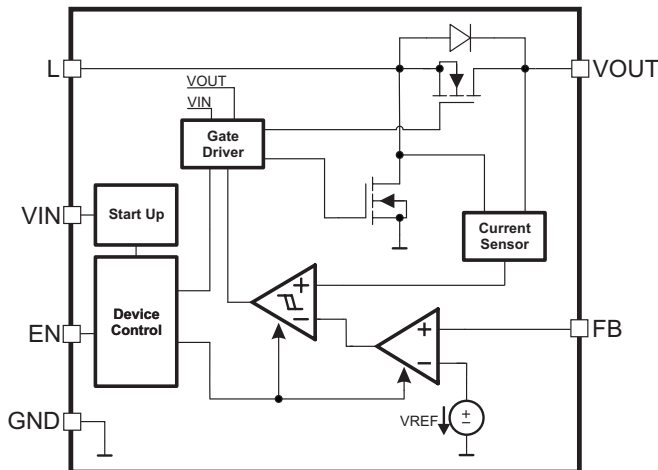 L
VOUT
VOUT
VIN
Gate
Driver
VIN
Start Up
Current
Sensor
Device
Control
EN
FB
VREF
GND